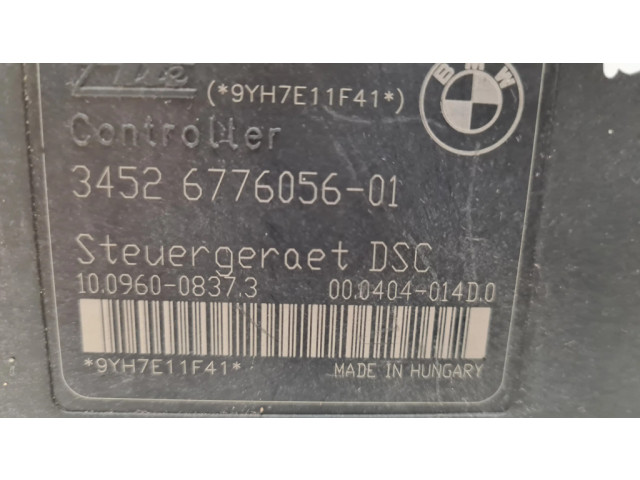 ATE (*9YH7E11F41*) BMW
Controller
3452 6776056-01
Steuergeraet DSC
10.0960-0837.3 00.0404-014D.0
*9YH7E11F41* MADE IN HUNGARY